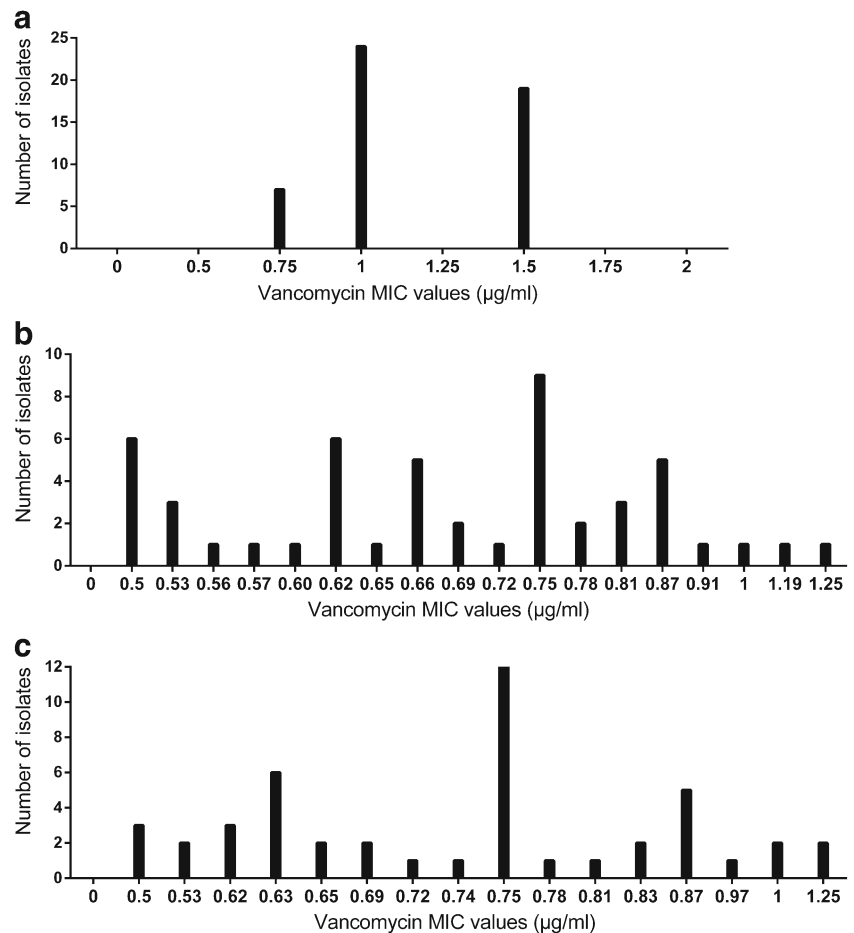 a
Number of isolates
25
20
15
10
5
0
0 0.5 0.75 1 1.25 1.5 1.75 2
Vancomycin MIC values (µg/ml)
b
Number of isolates
10
8
6
4
2
0
0 0.5 0.53 0.56 0.57 0.60 0.62 0.65 0.66 0.69 0.72 0.75 0.78 0.81 0.87 0.91 1 1.19 1.25
Vancomycin MIC values (µg/ml)
c
Number of isolates
12
10
8
6
4
2
0
0 0.5 0.53 0.62 0.63 0.65 0.69 0.72 0.74 0.75 0.78 0.81 0.83 0.87 0.97 1 1.25
Vancomycin MIC values (µg/ml)